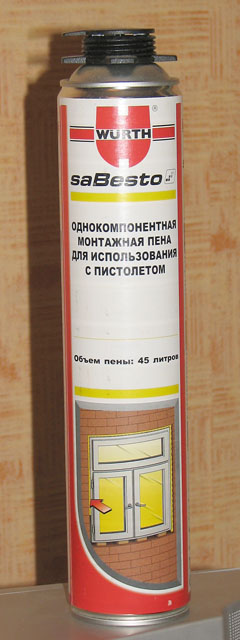 WÜRTH
®
saBesto
ОДНОКОМПОНЕНТНАЯ
МОНТАЖНАЯ ПЕНА
ДЛЯ ИСПОЛЬЗОВАНИЯ
С ПИСТОЛЕТОМ
Объем пены: 45 литров